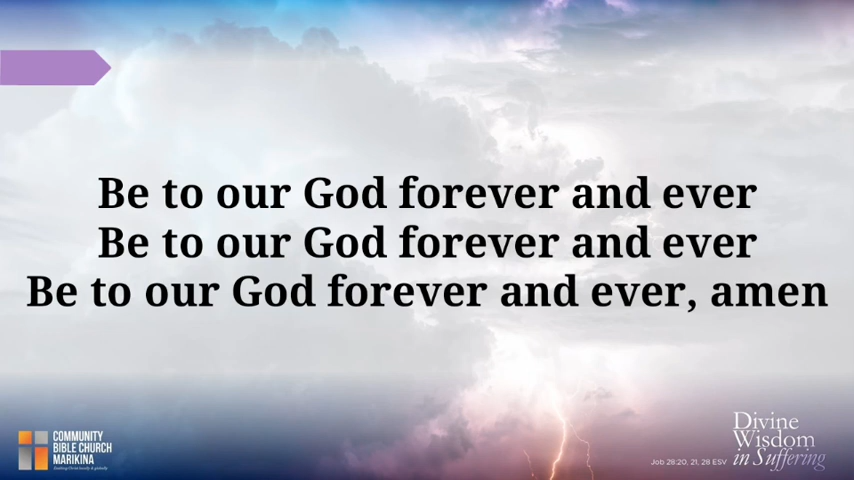 Be to our God forever and ever
Be to our God forever and ever
Be to our God forever and ever, amen
COMMUNITY
BIBLE CHURCH
MARIKINA
Job 28:20, 21, 28 ESV
Divine
Wisdom
in Suffering